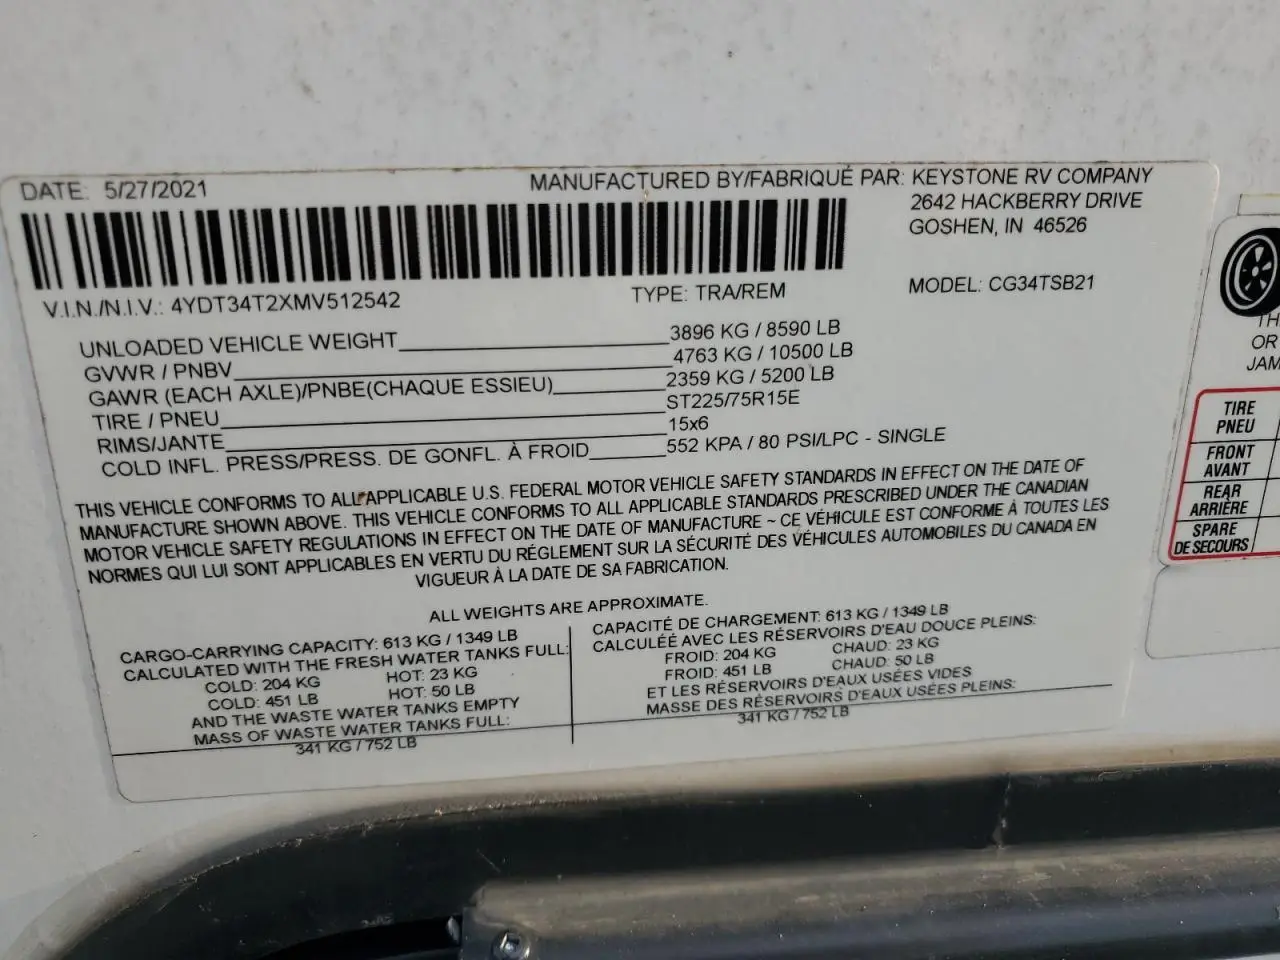 DATE: 5/27/2021
MANUFACTURED BY/FABRIQUÉ PAR: KEYSTONE RV COMPANY
2642 HACKBERRY DRIVE
GOSHEN, IN 46526
V.I.N./N.I.V.: 4YDT34T2XMV512542
TYPE: TRA/REM
MODEL: CG34TSB21
UNLOADED VEHICLE WEIGHT 3896 KG / 8590 LB
GVWR / PNBV 4763 KG / 10500 LB
GAWR (EACH AXLE)/PNBE(CHAQUE ESSIEU) 2359 KG / 5200 LB
TIRE / PNEU ST225/75R15E
RIMS/JANTE 15x6
COLD INFL. PRESS/PRESS. DE GONFL. À FROID 552 KPA / 80 PSI/LPC - SINGLE
THIS VEHICLE CONFORMS TO ALL APPLICABLE U.S. FEDERAL MOTOR VEHICLE SAFETY STANDARDS IN EFFECT ON THE DATE OF
MANUFACTURE SHOWN ABOVE. THIS VEHICLE CONFORMS TO ALL APPLICABLE STANDARDS PRESCRIBED UNDER THE CANADIAN
MOTOR VEHICLE SAFETY REGULATIONS IN EFFECT ON THE DATE OF MANUFACTURE ~ CE VÉHICULE EST CONFORME À TOUTES LES
NORMES QUI LUI SONT APPLICABLES EN VERTU DU RÉGLEMENT SUR LA SÉCURITÉ DES VÉHICULES AUTOMOBILES DU CANADA EN
VIGUEUR À LA DATE DE SA FABRICATION.
ALL WEIGHTS ARE APPROXIMATE.
CARGO-CARRYING CAPACITY: 613 KG / 1349 LB
CALCULATED WITH THE FRESH WATER TANKS FULL:
COLD: 204 KG HOT: 23 KG
COLD: 451 LB HOT: 50 LB
AND THE WASTE WATER TANKS EMPTY
MASS OF WASTE WATER TANKS FULL:
341 KG / 752 LB
CAPACITÉ DE CHARGEMENT: 613 KG / 1349 LB
CALCULÉE AVEC LES RÉSERVOIRS D'EAU DOUCE PLEINS:
FROID: 204 KG CHAUD: 23 KG
FROID: 451 LB CHAUD: 50 LB
ET LES RÉSERVOIRS D'EAUX USÉES VIDES
MASSE DES RÉSERVOIRS D'EAUX USÉES PLEINS:
341 KG / 752 LB
TH
OR
JAM
TIRE
PNEU
FRONT
AVANT
REAR
ARRIÈRE
SPARE
DE SECOURS